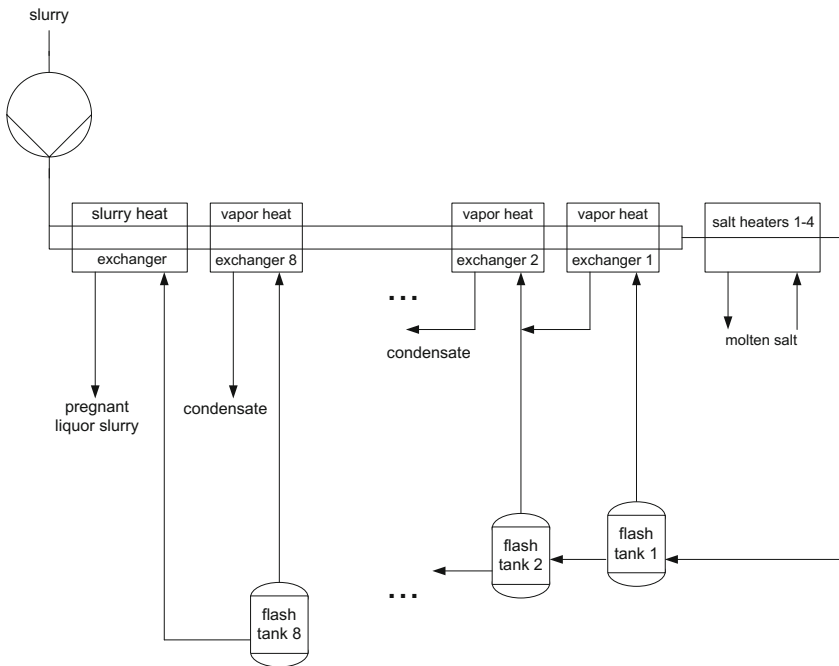 slurry
slurry heat
exchanger
vapor heat
exchanger 8
vapor heat
exchanger 2
vapor heat
exchanger 1
salt heaters 1-4
...
condensate
molten salt
pregnant
liquor slurry
condensate
flash
tank 1
flash
tank 2
...
flash
tank 8